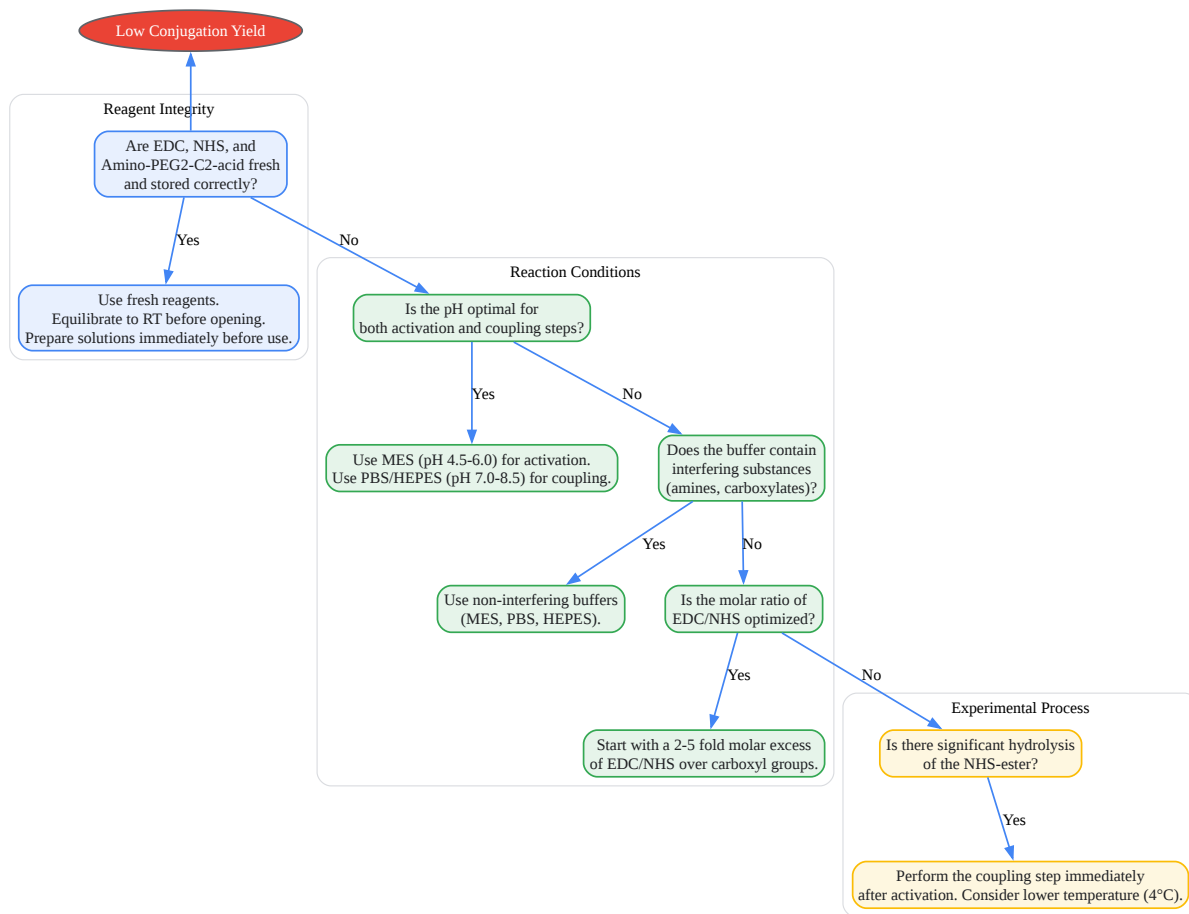 Low Conjugation Yield
Reagent Integrity
Are EDC, NHS, and
Amino-PEG2-C2-acid fresh
and stored correctly?
Yes
No
Use fresh reagents.
Equilibrate to RT before opening.
Prepare solutions immediately before use.
Reaction Conditions
Is the pH optimal for
both activation and coupling steps?
Yes
No
Use MES (pH 4.5-6.0) for activation.
Use PBS/HEPES (pH 7.0-8.5) for coupling.
Does the buffer contain
interfering substances
(amines, carboxylates)?
Yes
No
Use non-interfering buffers
(MES, PBS, HEPES).
Is the molar ratio of
EDC/NHS optimized?
Yes
No
Start with a 2-5 fold molar excess
of EDC/NHS over carboxyl groups.
Experimental Process
Is there significant hydrolysis
of the NHS-ester?
Yes
Perform the coupling step immediately
after activation. Consider lower temperature (4°C).